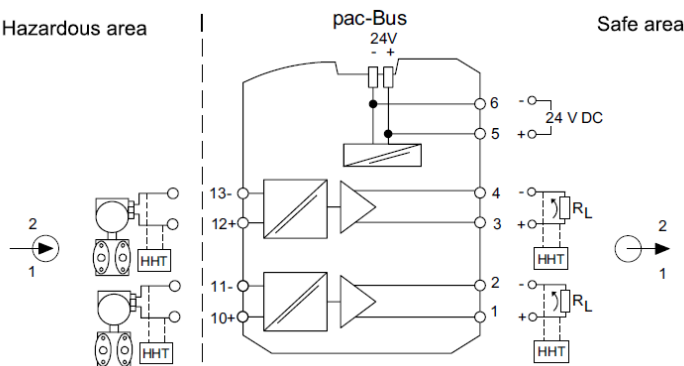 Hazardous area
pac-Bus
Safe area
24V
- +
6
-
24 V DC
5
+
13-
4
-
RL
12+
3
+
2
1
HHT
HHT
2
1
11-
2
-
RL
10+
1
+
HHT
HHT